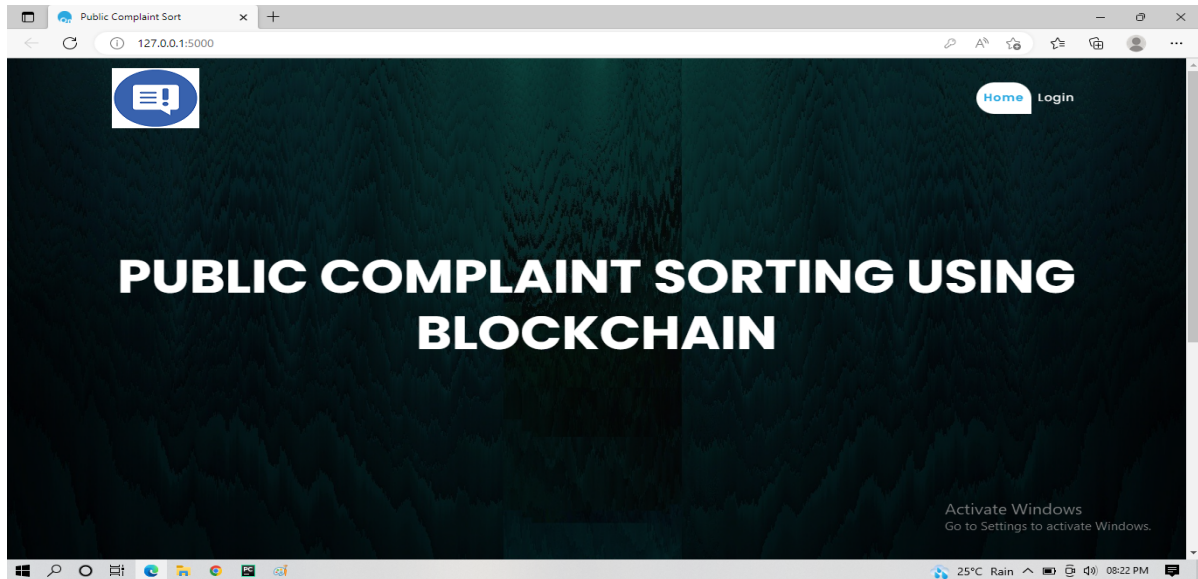 Public Complaint Sort
127.0.0.1:5000
Home Login
PUBLIC COMPLAINT SORTING USING
BLOCKCHAIN
Activate Windows
Go to Settings to activate Windows.
25°C Rain 08:22 PM